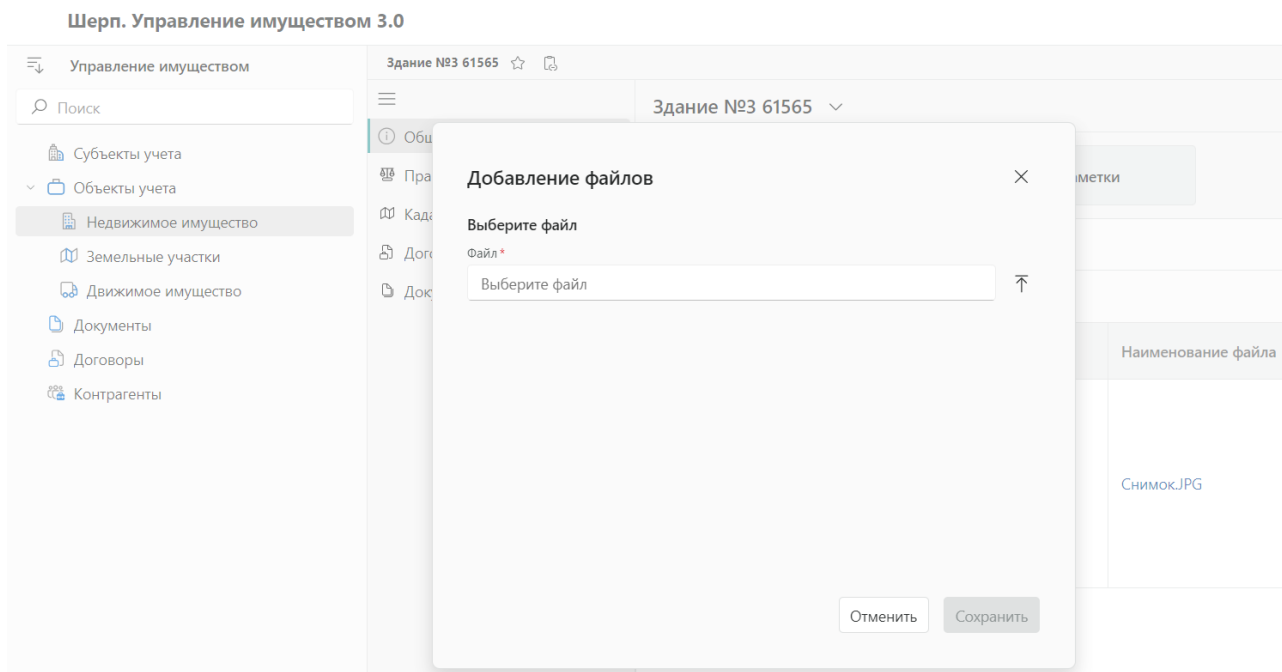 Шерп. Управление имуществом 3.0
Управление имуществом
Поиск
Субъекты учета
Объекты учета
Недвижимое имущество
Земельные участки
Движимое имущество
Документы
Договоры
Контрагенты
Здание №3 61565
Здание №3 61565
Добавление файлов
Выберите файл
Файл*
Выберите файл
Отменить
Сохранить
Наименование файла
Снимок.JPG